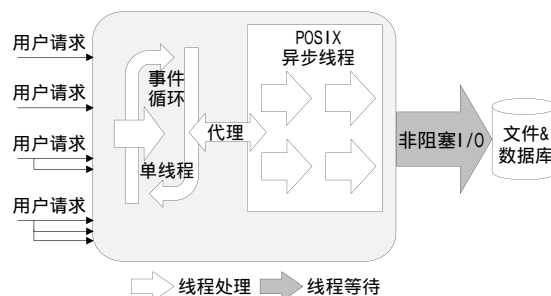 用户请求
用户请求
用户请求
用户请求
事件
循环
单线程
代理
POSIX
异步线程
非阻塞I/O
文件&
数据库
线程处理
线程等待